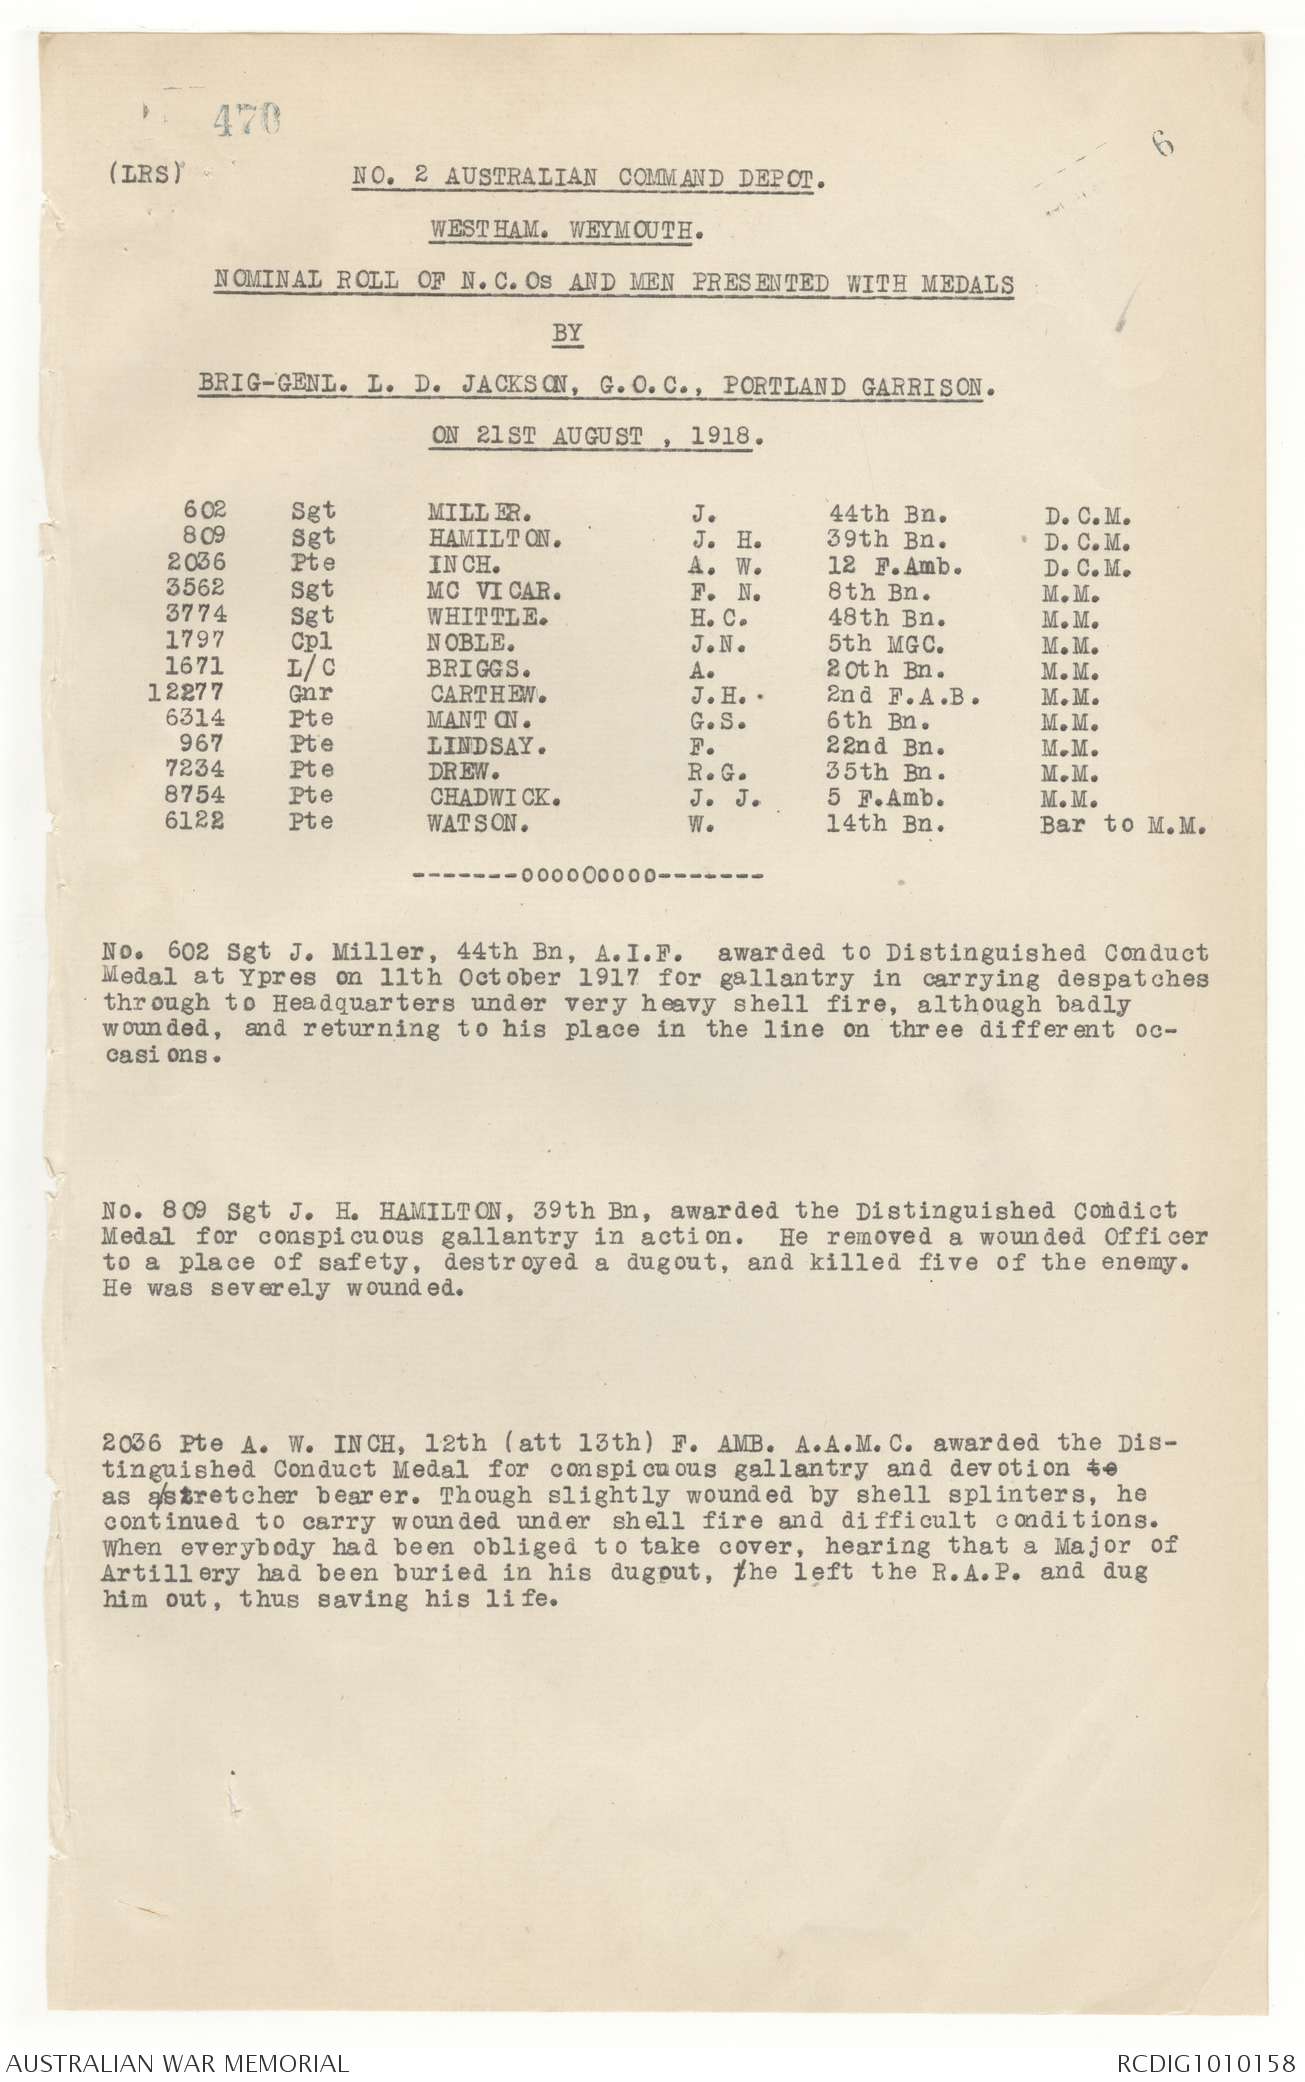 470
6
(LRS) NO. 2 AUSTRALIAN COMMAND DEPOT.
WESTHAM. WEYMOUTH.
NOMINAL ROLL OF N.C.Os AND MEN PRESENTED WITH MEDALS
BY
BRIG-GENL. L. D. JACKSON, G.O.C., PORTLAND GARRISON.
ON 21ST AUGUST , 1918.
602 Sgt MILLER. J. 44th Bn. D.C.M.
809 Sgt HAMILTON. J. H. 39th Bn. D.C.M.
2036 Pte INCH. A. W. 12 F.Amb. D.C.M.
3562 Sgt MC VICAR. F. N. 8th Bn. M.M.
3774 Sgt WHITTLE. H.C. 48th Bn. M.M.
1797 Cpl NOBLE. J.N. 5th MGC. M.M.
1671 L/C BRIGGS. A. 20th Bn. M.M.
12277 Gnr CARTHEW. J.H. 2nd F.A.B. M.M.
6314 Pte MANTON. G.S. 6th Bn. M.M.
967 Pte LINDSAY. F. 22nd Bn. M.M.
7234 Pte DREW. R.G. 35th Bn. M.M.
8754 Pte CHADWICK. J. J. 5 F.Amb. M.M.
6122 Pte WATSON. W. 14th Bn. Bar to M.M.
-------ooooOoooo-------
No. 602 Sgt J. Miller, 44th Bn, A.I.F. awarded to Distinguished Conduct
Medal at Ypres on 11th October 1917 for gallantry in carrying despatches
through to Headquarters under very heavy shell fire, although badly
wounded, and returning to his place in the line on three different oc-
casions.
No. 809 Sgt J. H. HAMILTON, 39th Bn, awarded the Distinguished Condict
Medal for conspicuous gallantry in action. He removed a wounded Officer
to a place of safety, destroyed a dugout, and killed five of the enemy.
He was severely wounded.
2036 Pte A. W. INCH, 12th (att 13th) F. AMB. A.A.M.C. awarded the Dis-
tinguished Conduct Medal for conspicuous gallantry and devotion to
as a/stretcher bearer. Though slightly wounded by shell splinters, he
continued to carry wounded under shell fire and difficult conditions.
When everybody had been obliged to take cover, hearing that a Major of
Artillery had been buried in his dugout, /he left the R.A.P. and dug
him out, thus saving his life.
AUSTRALIAN WAR MEMORIAL RCDIG1010158